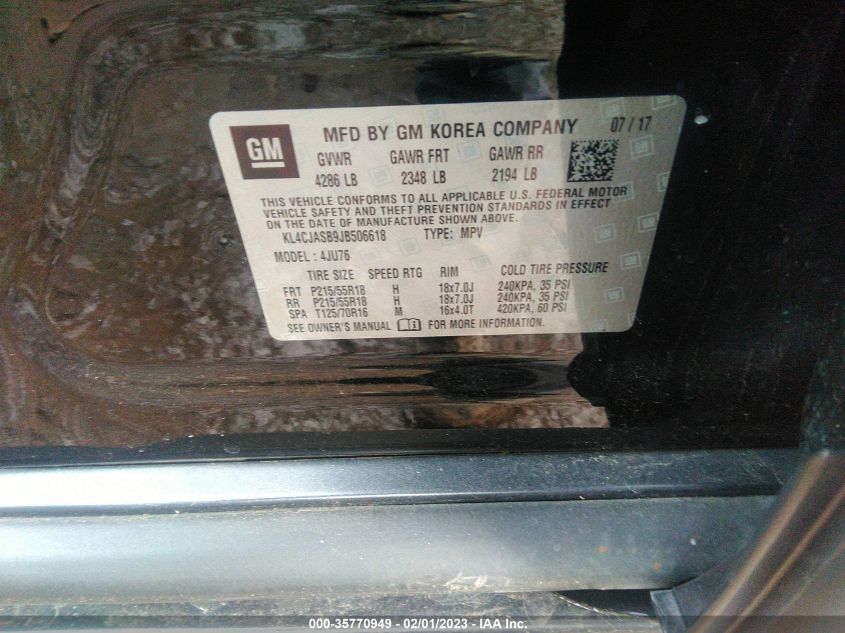 GM
MFD BY GM KOREA COMPANY 07 / 17
GVWR GAWR FRT GAWR RR
4286 LB 2348 LB 2194 LB
THIS VEHICLE CONFORMS TO ALL APPLICABLE U.S. FEDERAL MOTOR
VEHICLE SAFETY AND THEFT PREVENTION STANDARDS IN EFFECT
ON THE DATE OF MANUFACTURE SHOWN ABOVE.
KL4CJASB9JB506618 TYPE: MPV
MODEL : 4JU76
TIRE SIZE SPEED RTG RIM COLD TIRE PRESSURE
FRT P215/55R18 H 18x7.0J 240KPA, 35 PSI
RR P215/55R18 H 18x7.0J 240KPA, 35 PSI
SPA T125/70R16 M 16x4.0T 420KPA, 60 PSI
SEE OWNER'S MANUAL FOR MORE INFORMATION.
000-35770949 - 02/01/2023 - © IAA Inc.